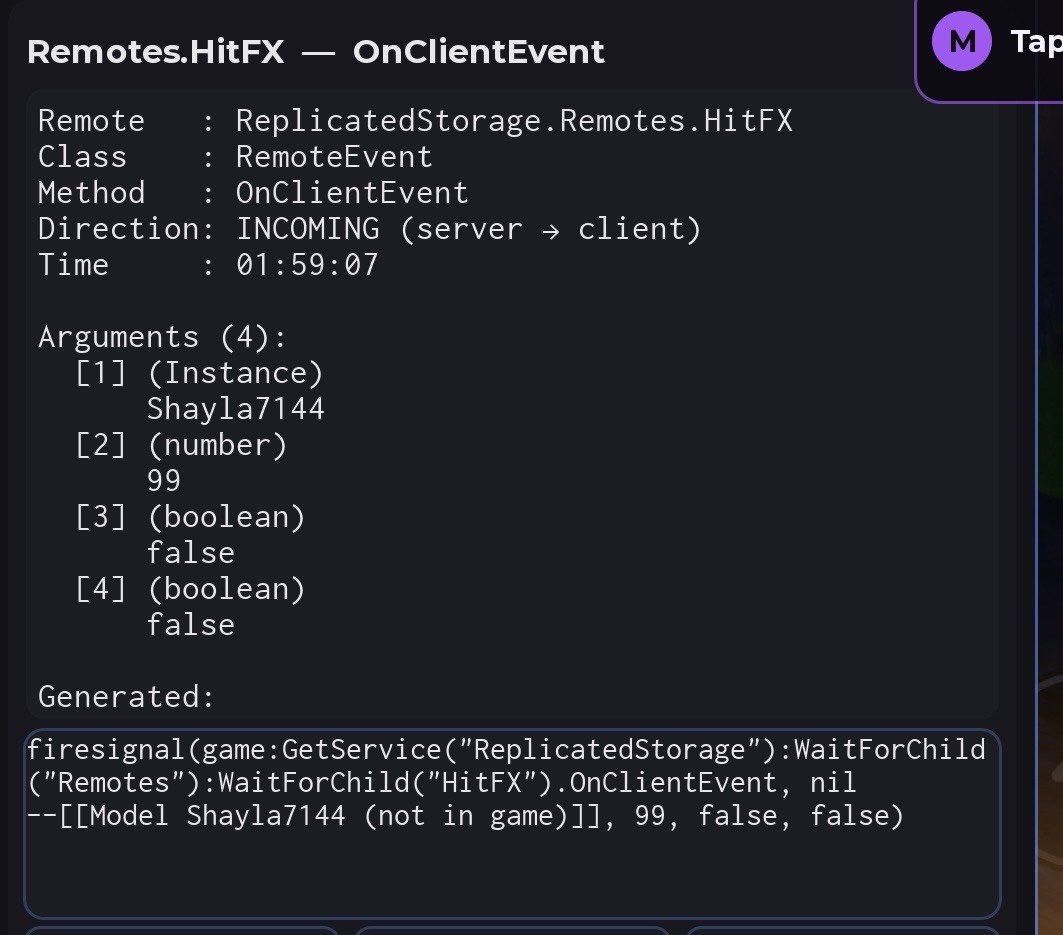 Remotes.HitFX — OnClientEvent
M Tap
Remote   : ReplicatedStorage.Remotes.HitFX
Class    : RemoteEvent
Method   : OnClientEvent
Direction: INCOMING (server → client)
Time     : 01:59:07
Arguments (4):
[1] (Instance)
Shayla7144
[2] (number)
99
[3] (boolean)
false
[4] (boolean)
false
Generated:
firesignal(game:GetService("ReplicatedStorage"):WaitForChild
("Remotes"):WaitForChild("HitFX").OnClientEvent, nil
--[[Model Shayla7144 (not in game)]], 99, false, false)